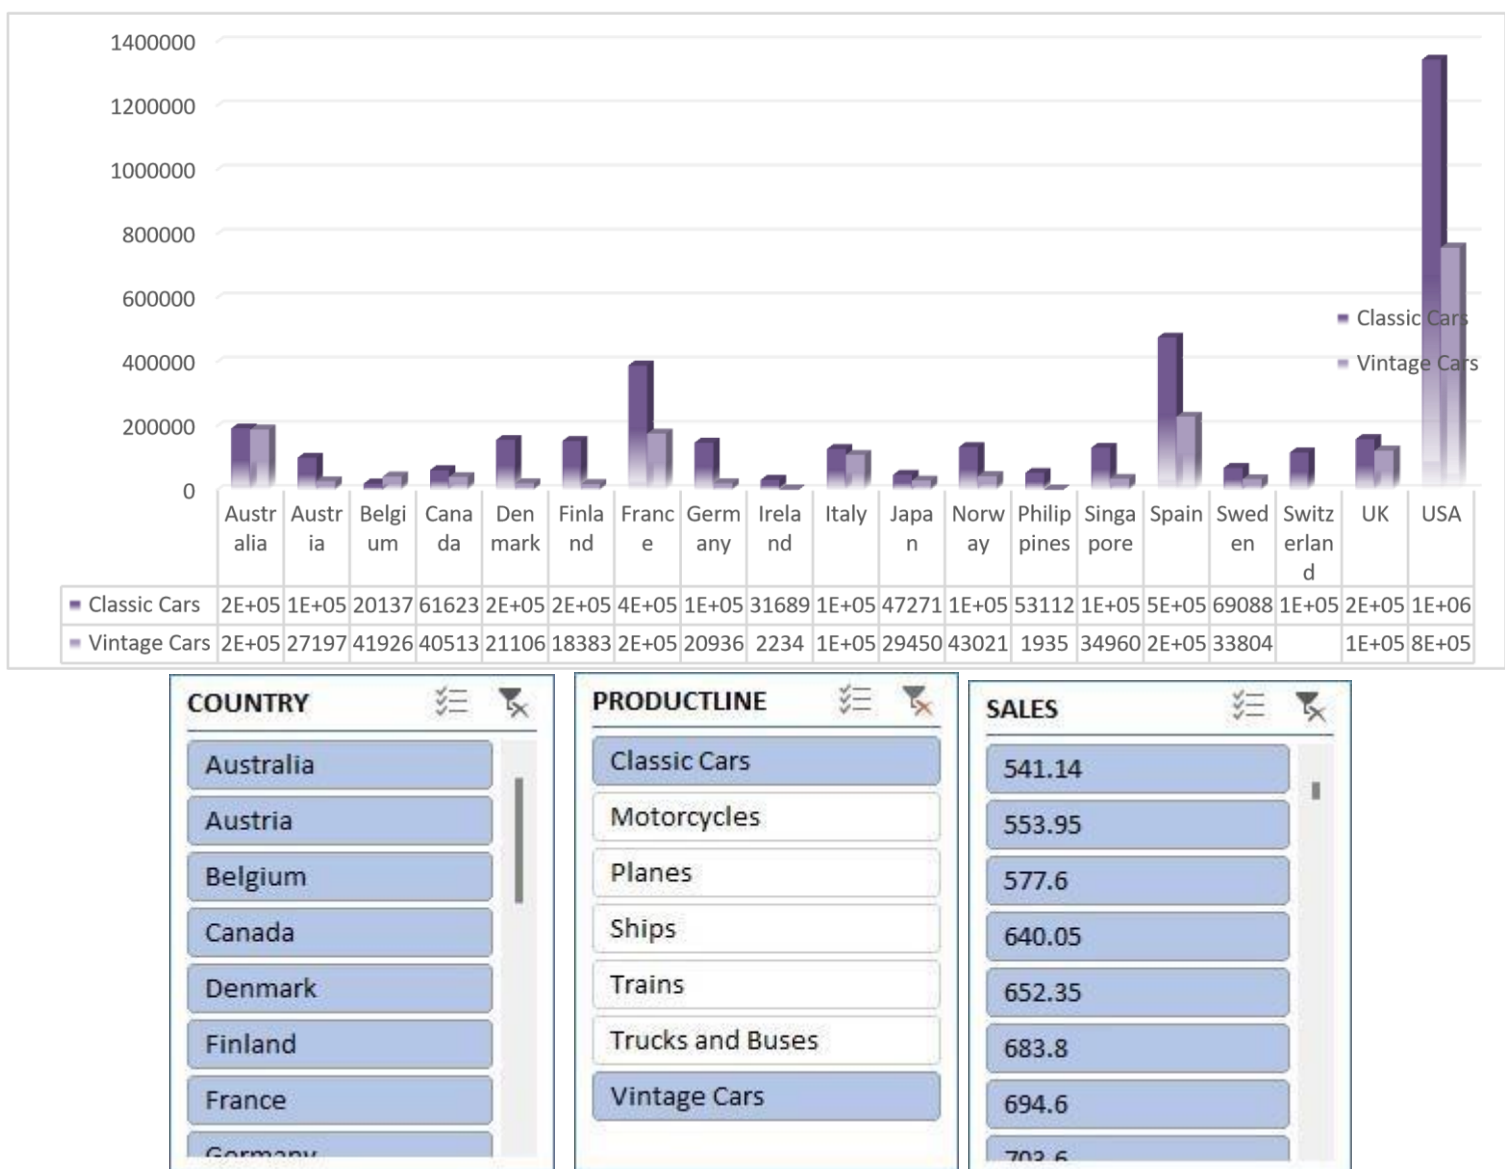 1400000
1200000
1000000
800000
600000
400000
200000
0
Classic Cars
Vintage Cars
Austr alia Austr ia Belgi um Cana da Den mark Finla nd Franc e Germ any Irela nd Italy Japa n Norw ay Philip pines Singa pore Spain Swed en Switz erlan d UK USA
Classic Cars 2E+05 1E+05 20137 61623 2E+05 2E+05 4E+05 1E+05 31689 1E+05 47271 1E+05 53112 1E+05 5E+05 69088 1E+05 2E+05 1E+06
Vintage Cars 2E+05 27197 41926 40513 21106 18383 2E+05 20936 2234 1E+05 29450 43021 1935 34960 2E+05 33804 1E+05 8E+05
COUNTRY
Australia
Austria
Belgium
Canada
Denmark
Finland
France
Germany
PRODUCTLINE
Classic Cars
Motorcycles
Planes
Ships
Trains
Trucks and Buses
Vintage Cars
SALES
541.14
553.95
577.6
640.05
652.35
683.8
694.6
703.6